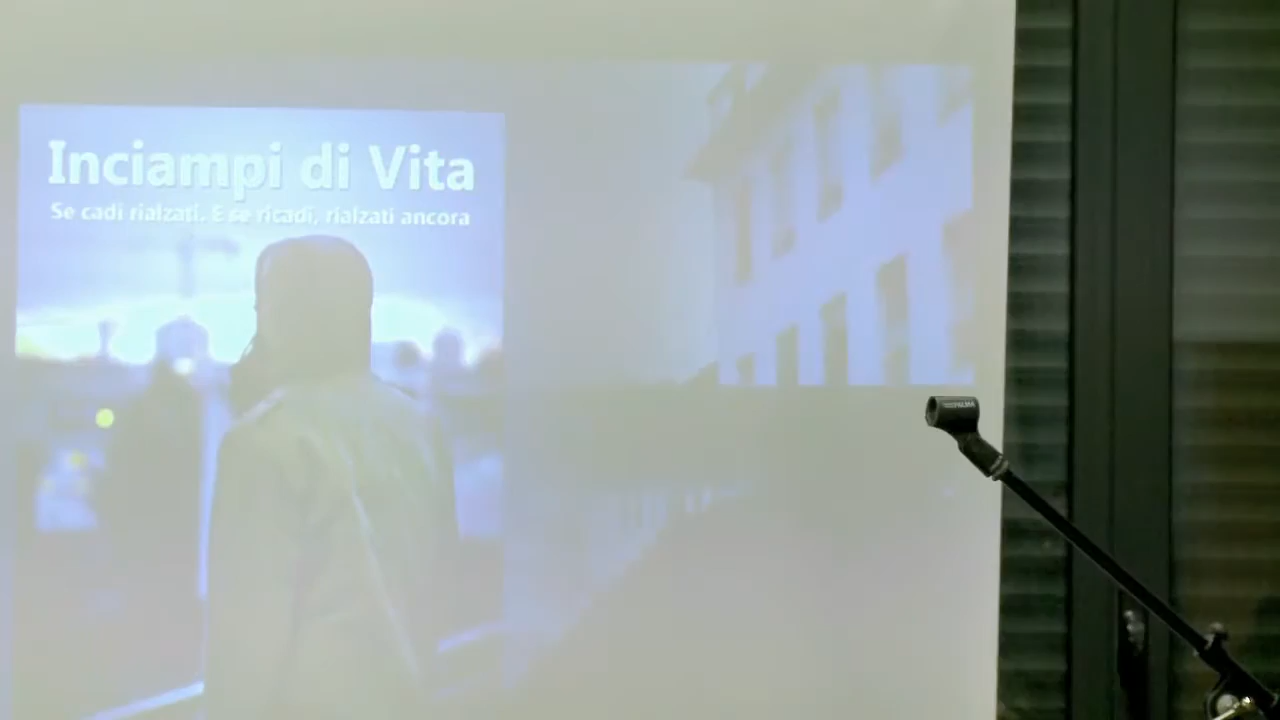 Inciampi di Vita
Se cadi rialzati. E se ricadi, rialzati ancora